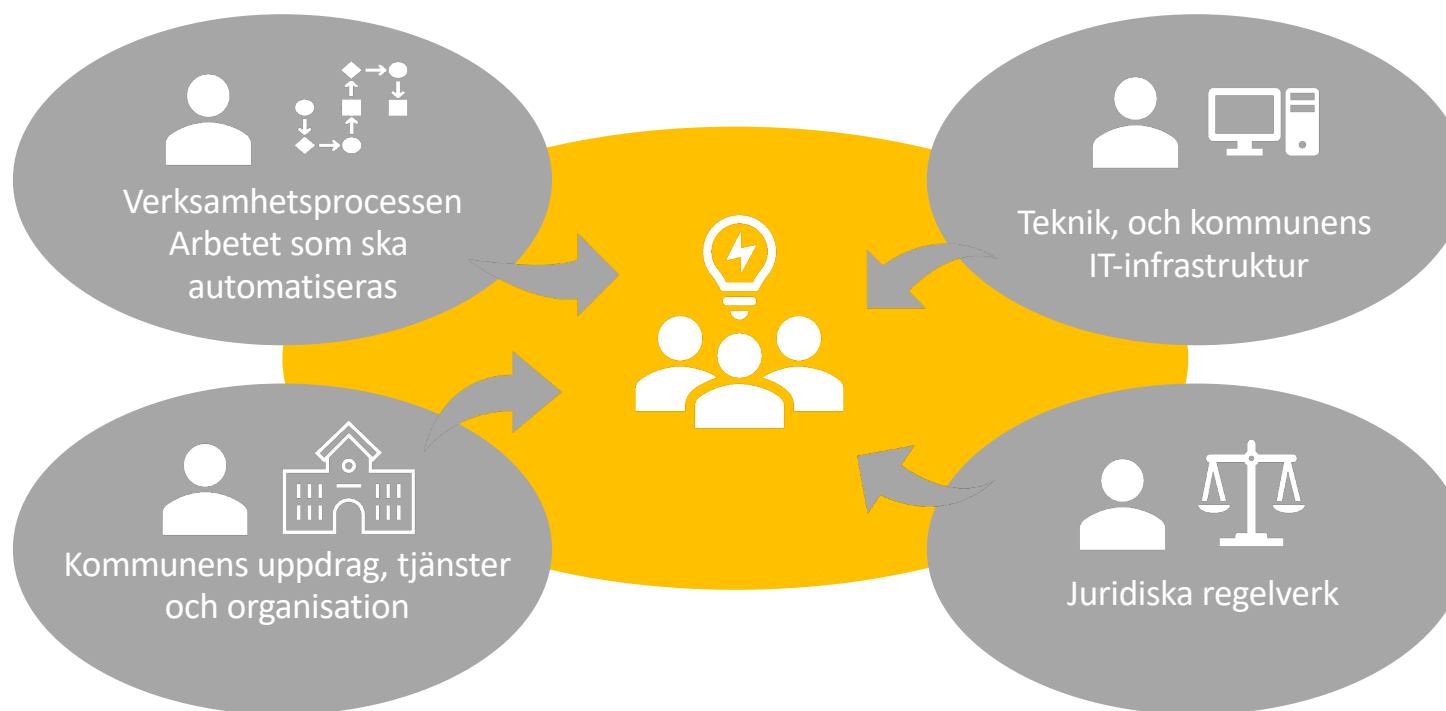 Verksamhetsprocessen
Arbetet som ska
automatiseras
Teknik, och kommunens
IT-infrastruktur
Kommunens uppdrag, tjänster
och organisation
Juridiska regelverk